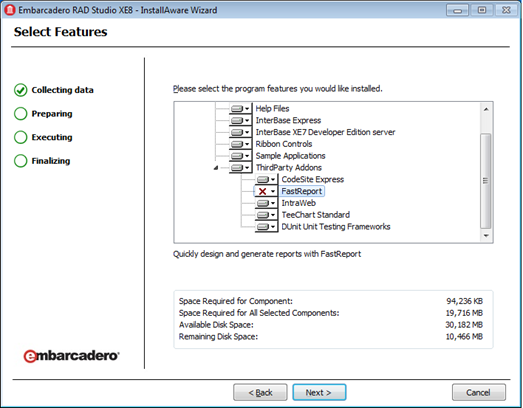 Embarcadero RAD Studio XE8 - InstallAware Wizard
Select Features
Collecting data
Preparing
Executing
Finalizing
Please select the program features you would like installed.
Help Files
InterBase Express
InterBase XE7 Developer Edition server
Ribbon Controls
Sample Applications
ThirdParty Addons
CodeSite Express
FastReport
IntraWeb
TeeChart Standard
DUnit Unit Testing Frameworks
Quickly design and generate reports with FastReport
Space Required for Component: 94,236 KB
Space Required for All Selected Components: 19,716 MB
Available Disk Space: 30,182 MB
Remaining Disk Space: 10,466 MB
embarcadero
< Back Next > Cancel